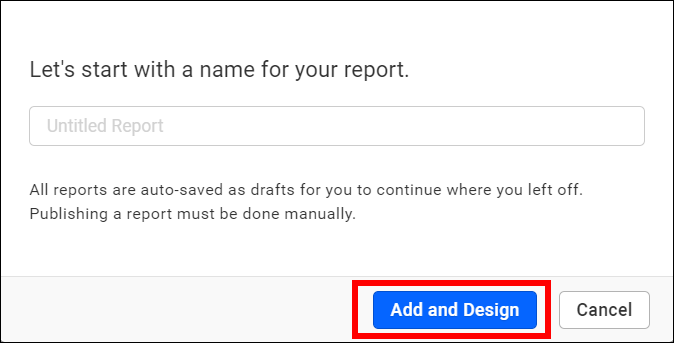 Let's start with a name for your report.
Untitled Report
All reports are auto-saved as drafts for you to continue where you left off.
Publishing a report must be done manually.
Add and Design
Cancel